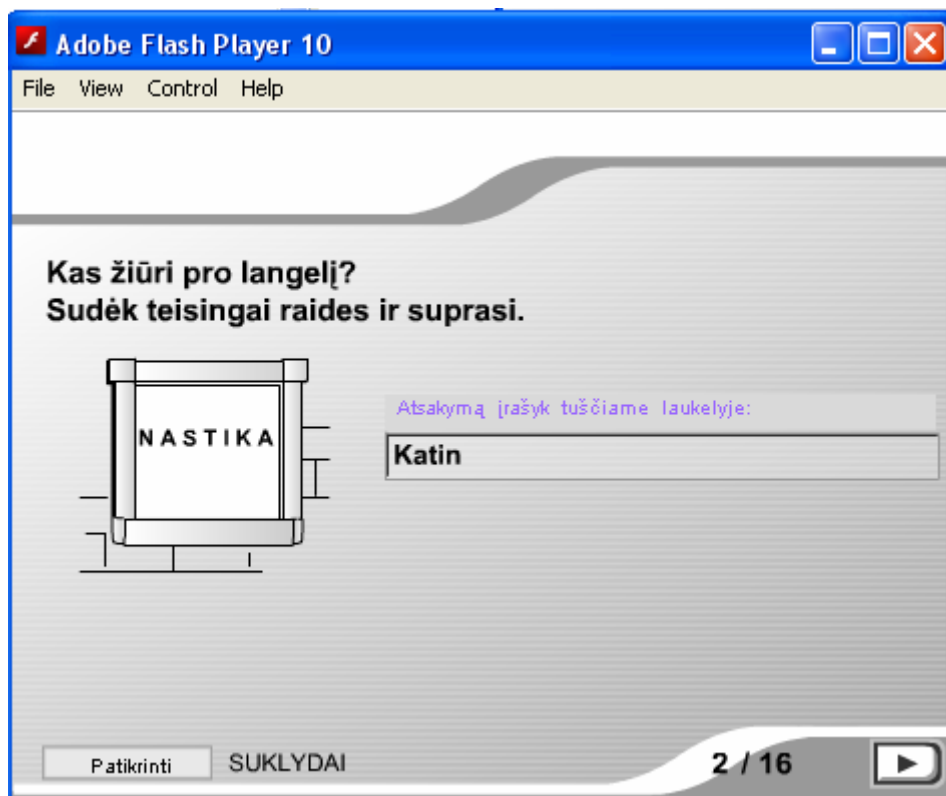 Adobe Flash Player 10
File View Control Help
Kas žiūri pro langelį?
Sudėk teisingai raides ir suprasi.
NASTIKA
Atsakymą įrašyk tuščiame laukelyje:
Katin
Patikrinti SUKLYDAI 2 / 16